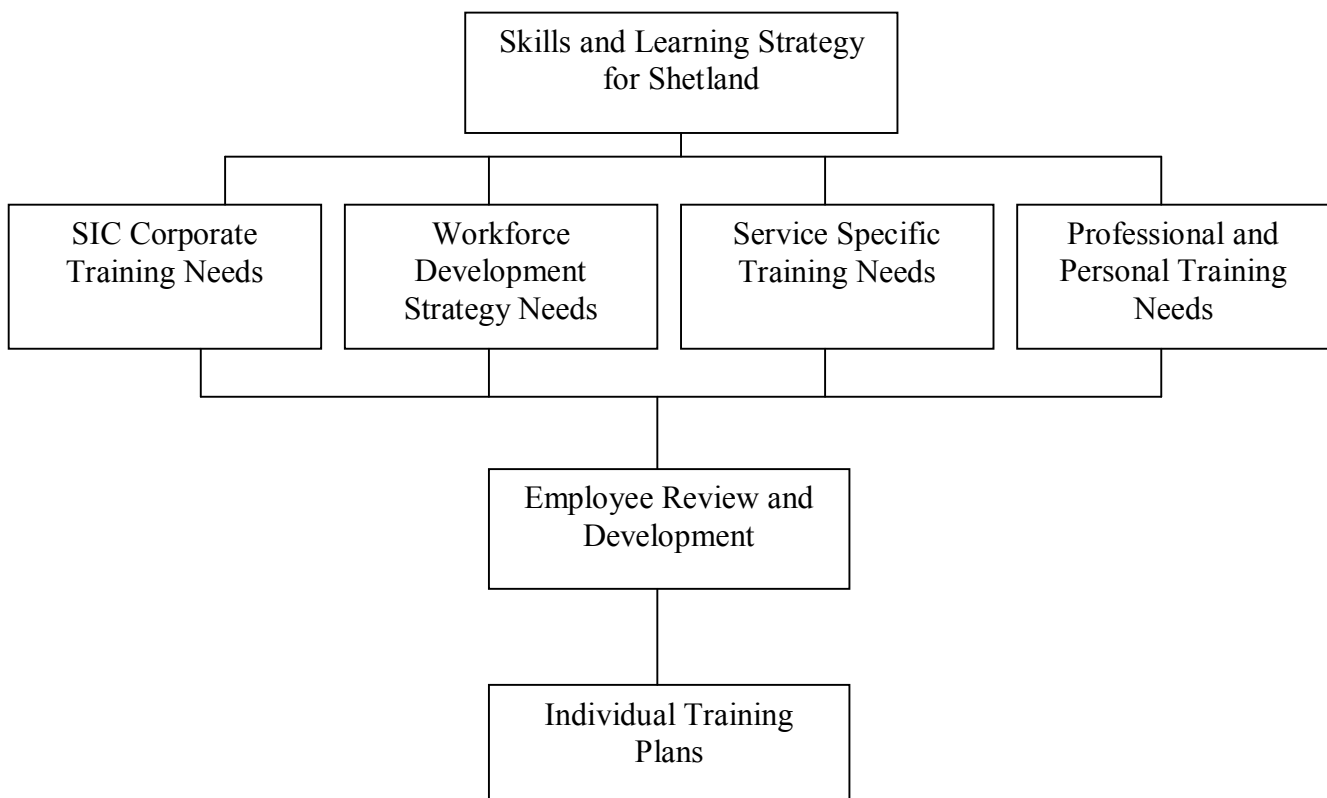 Skills and Learning Strategy
for Shetland
SIC Corporate
Training Needs
Workforce
Development
Strategy Needs
Service Specific
Training Needs
Professional and
Personal Training
Needs
Employee Review and
Development
Individual Training
Plans